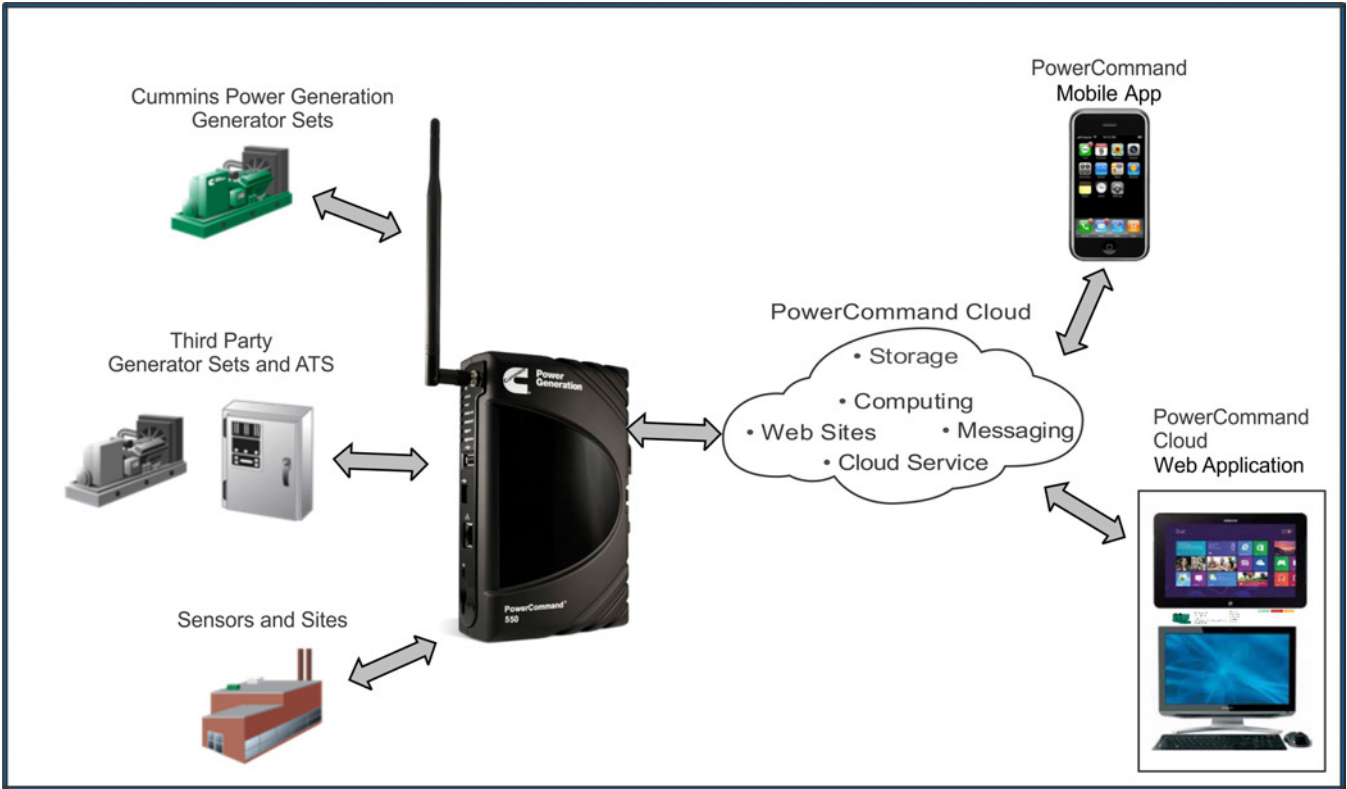 Cummins Power Generation
Generator Sets
Third Party
Generator Sets and ATS
Sensors and Sites
Power
Generation
PowerCommand™
550
PowerCommand Cloud
• Storage
• Computing
• Web Sites
• Messaging
• Cloud Service
PowerCommand
Mobile App
PowerCommand
Cloud
Web Application